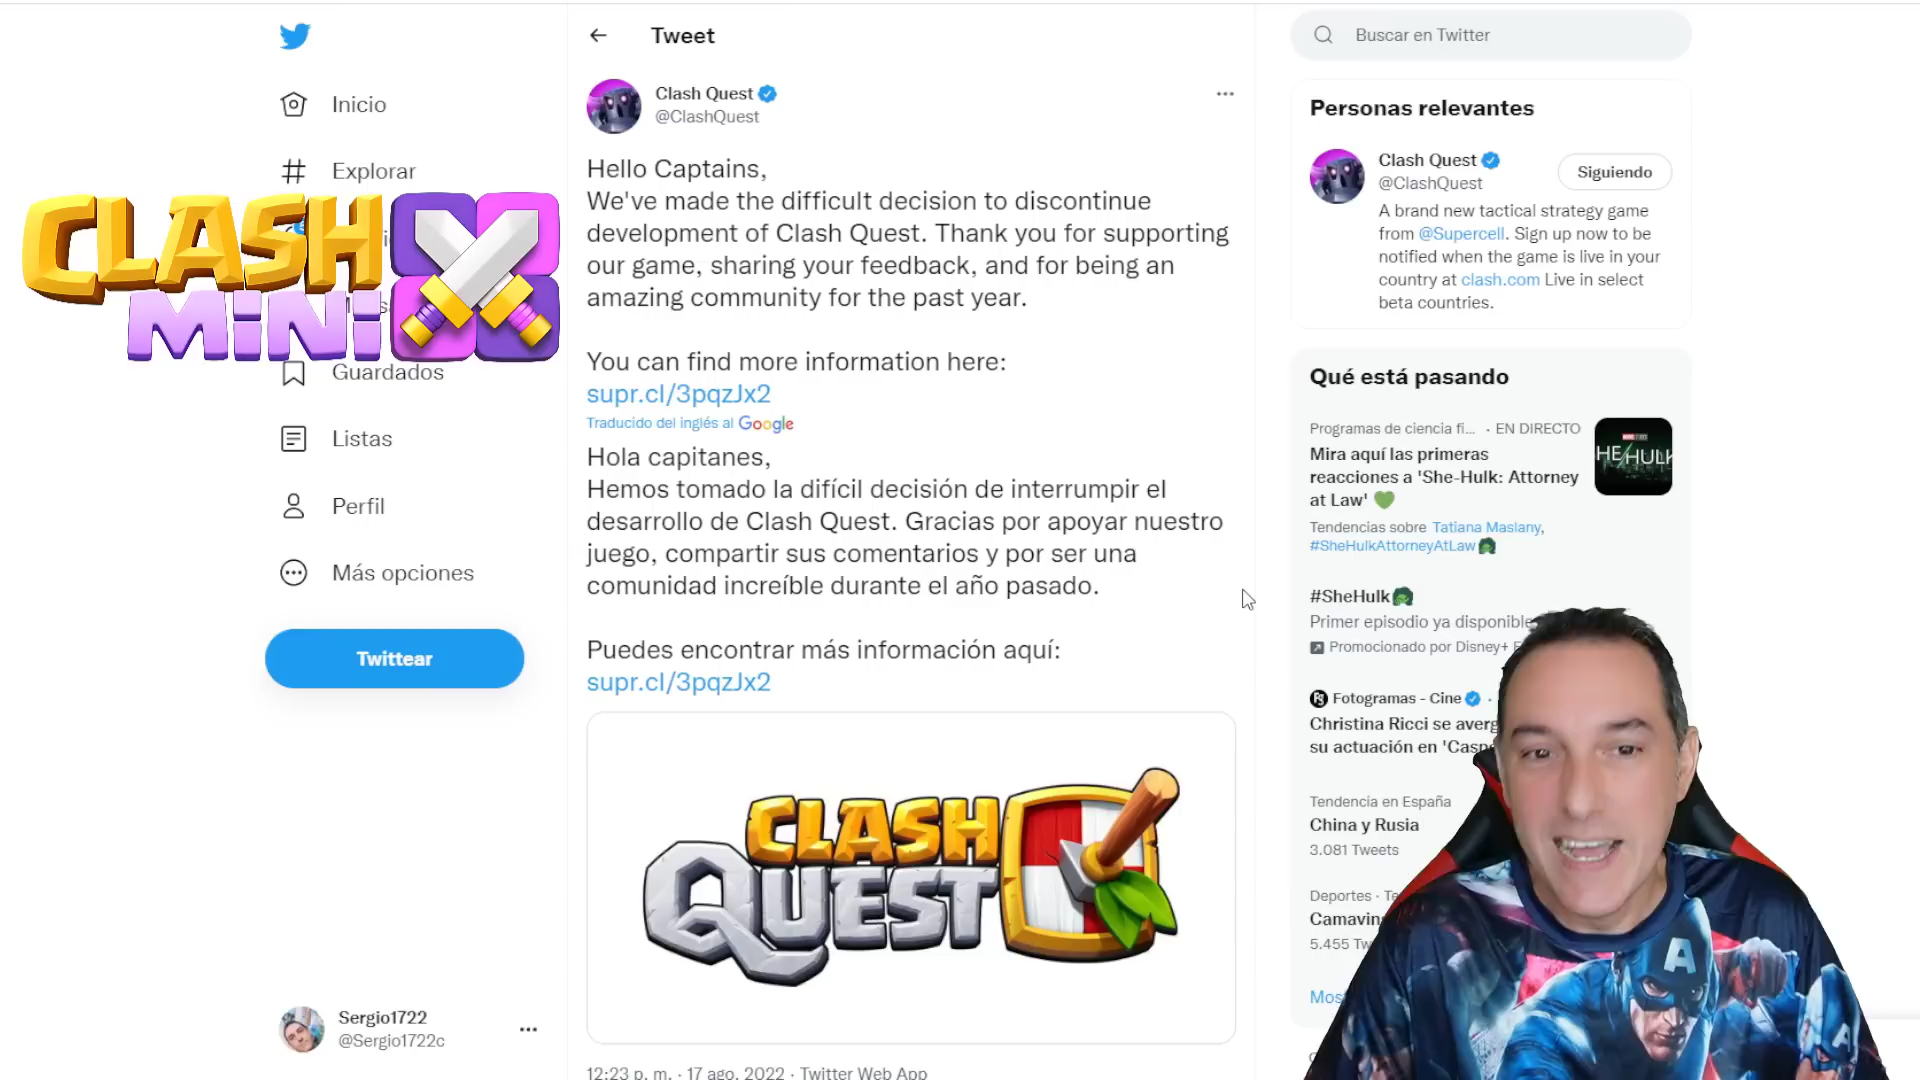 Inicio
Explorar
CLASH
MiNi
Guardados
Listas
Perfil
Más opciones
Twittear
Sergio1722
@Sergio1722c
Tweet
Clash Quest
@ClashQuest
Hello Captains,
We've made the difficult decision to discontinue
development of Clash Quest. Thank you for supporting
our game, sharing your feedback, and for being an
amazing community for the past year.
You can find more information here:
supr.cl/3pqzJx2
Traducido del inglés al Google
Hola capitanes,
Hemos tomado la difícil decisión de interrumpir el
desarrollo de Clash Quest. Gracias por apoyar nuestro
juego, compartir sus comentarios y por ser una
comunidad increíble durante el año pasado.
Puedes encontrar más información aquí:
supr.cl/3pqzJx2
CLASH
QUEST
12:23 p. m. · 17 ago. 2022 · Twitter Web App
Buscar en Twitter
Personas relevantes
Clash Quest
@ClashQuest
Siguiendo
A brand new tactical strategy game
from @Supercell. Sign up now to be
notified when the game is live in your
country at clash.com Live in select
beta countries.
Qué está pasando
Programas de ciencia fi... · EN DIRECTO
Mira aquí las primeras
reacciones a 'She-Hulk: Attorney
at Law' 💚
HE HULK
Tendencias sobre Tatiana Maslany,
#SheHulkAttorneyAtLaw
#SheHulk
Primer episodio ya disponible
Promocionado por Disney+
Fotogramas - Cine ·
Christina Ricci se averg
su actuación en 'Casp
Tendencia en España
China y Rusia
3.081 Tweets
Deportes · Te
Camavin
5.455 Tw
Mos
A